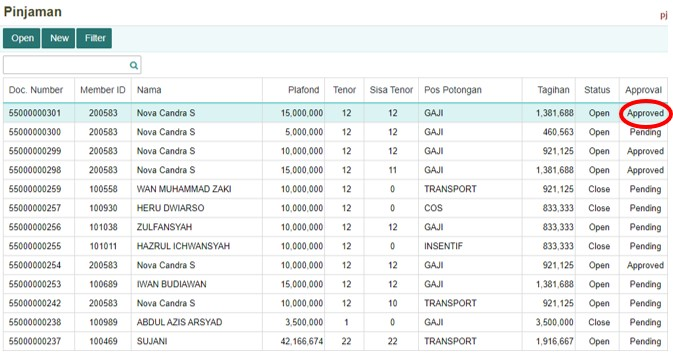 Pinjaman
pj
Open New Filter
Doc. Number Member ID Nama Plafond Tenor Sisa Tenor Pos Potongan Tagihan Status Approval
55000000301 200583 Nova Candra S 15,000,000 12 12 GAJI 1,381,688 Open Approved
55000000300 200583 Nova Candra S 5,000,000 12 12 GAJI 460,563 Open Pending
55000000299 200583 Nova Candra S 10,000,000 12 12 GAJI 921,125 Open Approved
55000000298 200583 Nova Candra S 15,000,000 12 11 GAJI 1,381,688 Open Approved
55000000259 100558 WAN MUHAMMAD ZAKI 10,000,000 12 0 TRANSPORT 921,125 Close Pending
55000000257 100930 HERU DWIARSO 10,000,000 12 0 COS 833,333 Close Pending
55000000256 101038 ZULFANSYAH 10,000,000 12 12 GAJI 833,333 Open Pending
55000000255 101011 HAZRUL ICHWANSYAH 10,000,000 12 0 INSENTIF 833,333 Close Pending
55000000254 200583 Nova Candra S 10,000,000 12 12 GAJI 921,125 Open Approved
55000000253 100689 IWAN BUDIAWAN 15,000,000 12 12 GAJI 1,381,688 Open Pending
55000000242 200583 Nova Candra S 10,000,000 12 10 TRANSPORT 921,125 Open Pending
55000000238 100989 ABDUL AZIS ARSYAD 3,500,000 1 0 GAJI 3,500,000 Close Pending
55000000237 100469 SUJANI 42,166,674 22 22 TRANSPORT 1,916,667 Open Pending